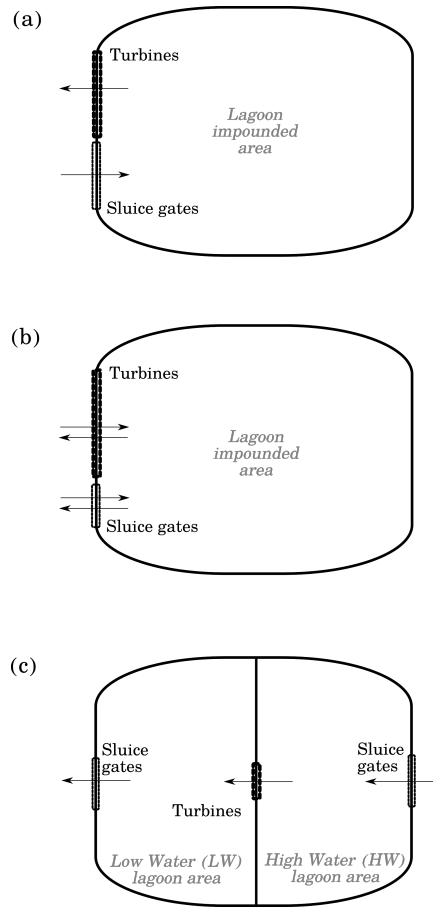 (a)
Turbines
Lagoon
impounded
area
Sluice gates
(b)
Turbines
Lagoon
impounded
area
Sluice gates
(c)
Sluice
gates
Sluice
gates
Turbines
Low Water (LW)
lagoon area
High Water (HW)
lagoon area